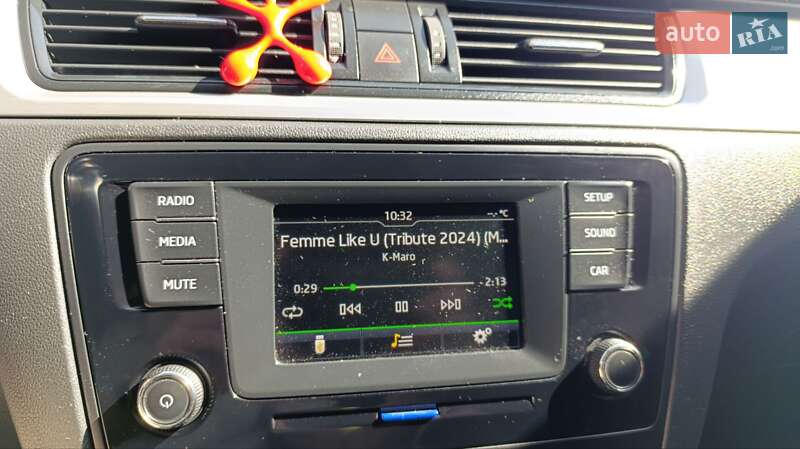 auto RIA
RADIO
MEDIA
MUTE
10:32
--,- °C
Femme Like U (Tribute 2024) (M...
K-Maro
0:29
-2:13
SETUP
SOUND
CAR